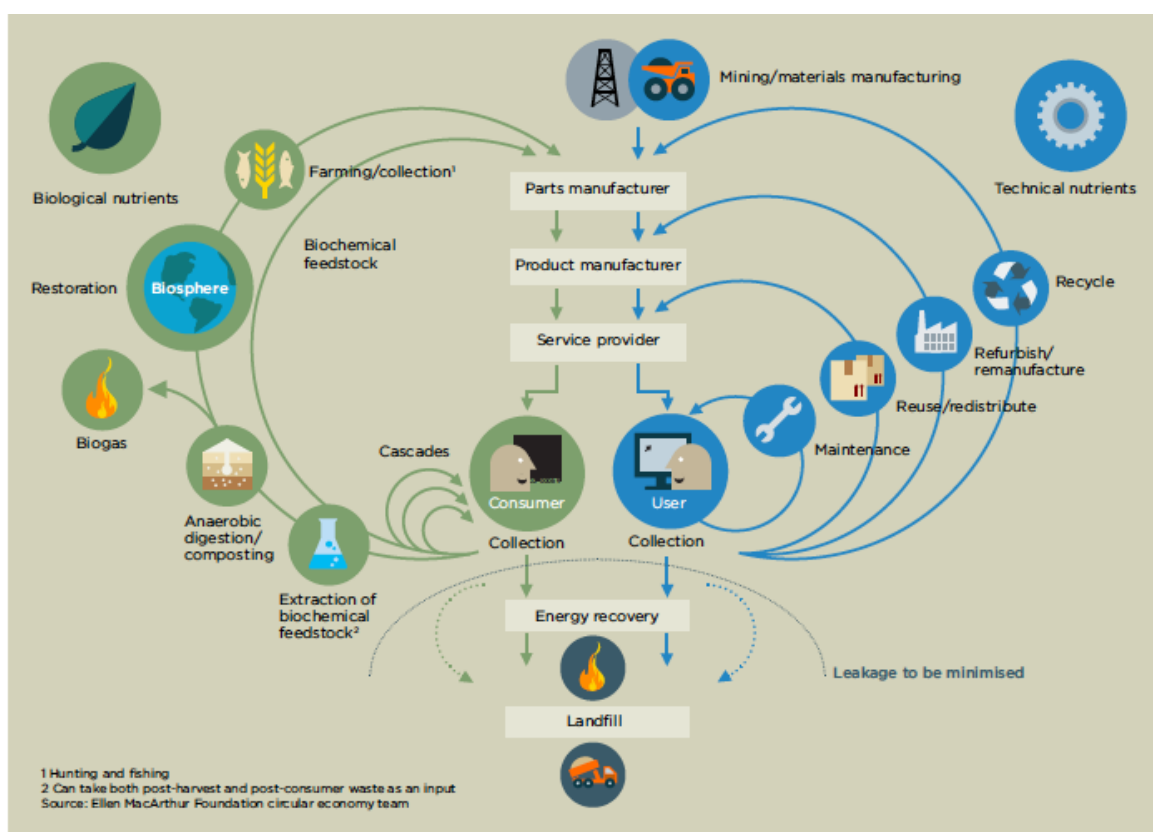 Mining/materials manufacturing
Biological nutrients
Technical nutrients
Farming/collection¹
Parts manufacturer
Biochemical
feedstock
Product manufacturer
Restoration
Biosphere
Recycle
Service provider
Refurbish/
remanufacture
Reuse/redistribute
Biogas
Cascades
Maintenance
Consumer
User
Anaerobic
digestion/
composting
Collection
Collection
Extraction of
biochemical
feedstock²
Energy recovery
Leakage to be minimised
Landfill
1 Hunting and fishing
2 Can take both post-harvest and post-consumer waste as an input
Source: Ellen MacArthur Foundation circular economy team